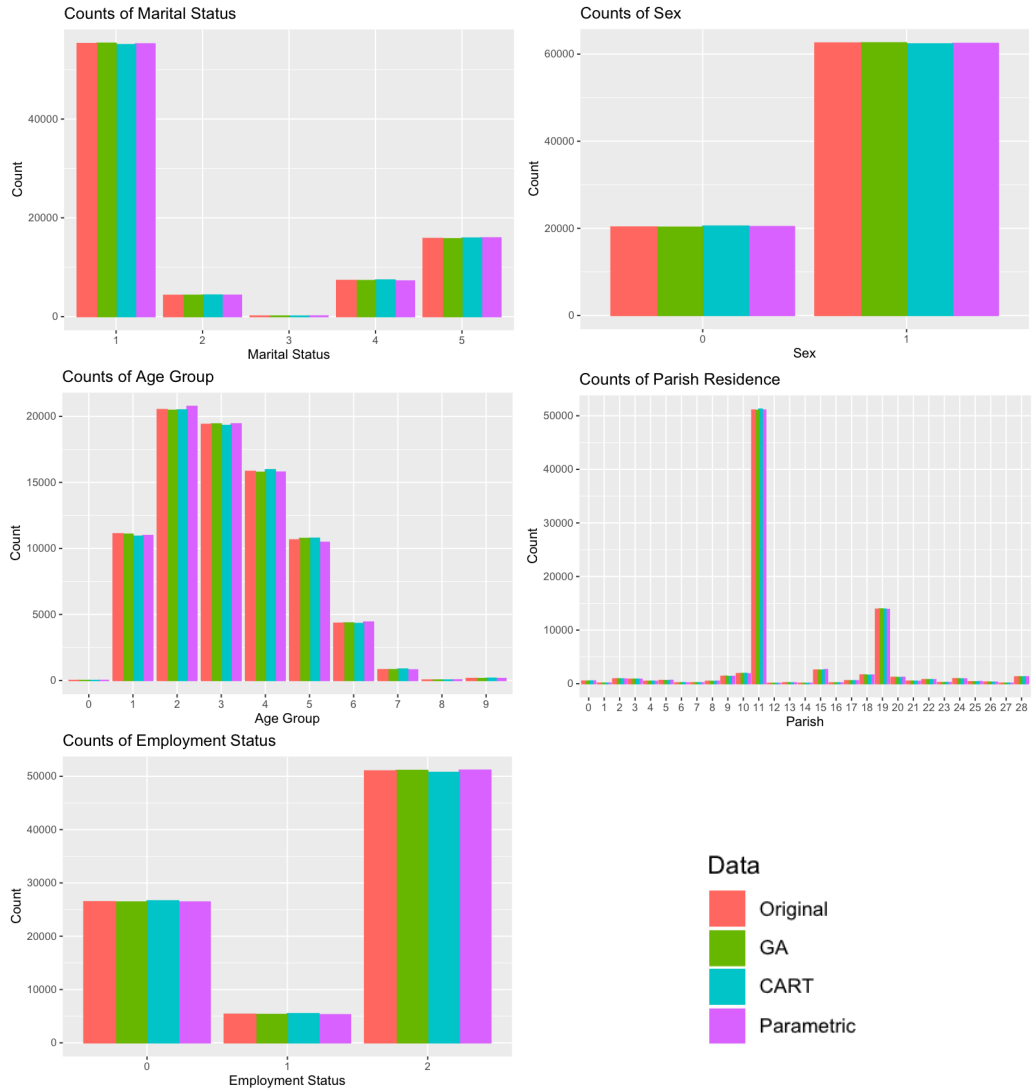 Counts of Marital Status
Count
40000
20000
0
1 2 3 4 5
Marital Status
Counts of Sex
Count
60000
40000
20000
0
0 1
Sex
Counts of Age Group
Count
20000
15000
10000
5000
0
0 1 2 3 4 5 6 7 8 9
Age Group
Counts of Parish Residence
Count
50000
40000
30000
20000
10000
0
0 1 2 3 4 5 6 7 8 9 10 11 12 13 14 15 16 17 18 19 20 21 22 23 24 25 26 27 28
Parish
Counts of Employment Status
Count
50000
40000
30000
20000
10000
0
0 1 2
Employment Status
Data
Original
GA
CART
Parametric